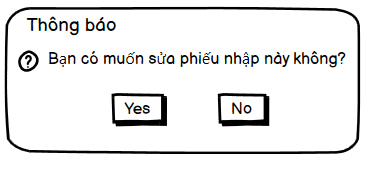 Thông báo
Bạn có muốn sửa phiếu nhập này không?
Yes No